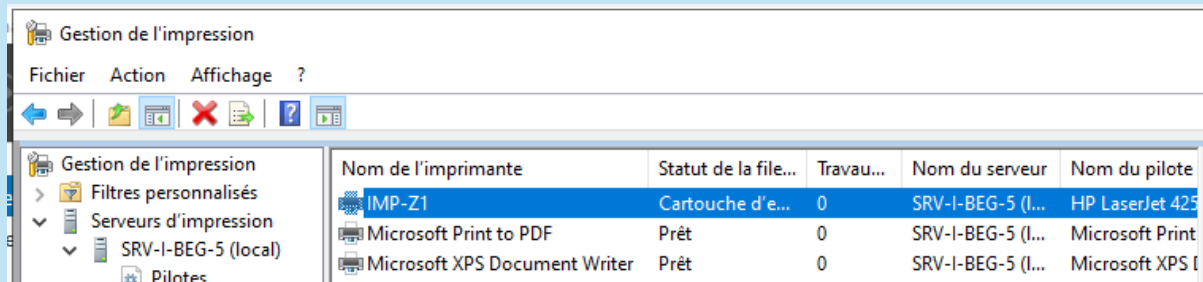 Gestion de l'impression
Fichier Action Affichage ?
Gestion de l'impression
Filtres personnalisés
Serveurs d'impression
SRV-I-BEG-5 (local)
Pilotes
Nom de l'imprimante Statut de la file... Travau... Nom du serveur Nom du pilote
IMP-Z1 Cartouche d'e... 0 SRV-I-BEG-5 (l... HP LaserJet 425
Microsoft Print to PDF Prêt 0 SRV-I-BEG-5 (l... Microsoft Print
Microsoft XPS Document Writer Prêt 0 SRV-I-BEG-5 (l... Microsoft XPS